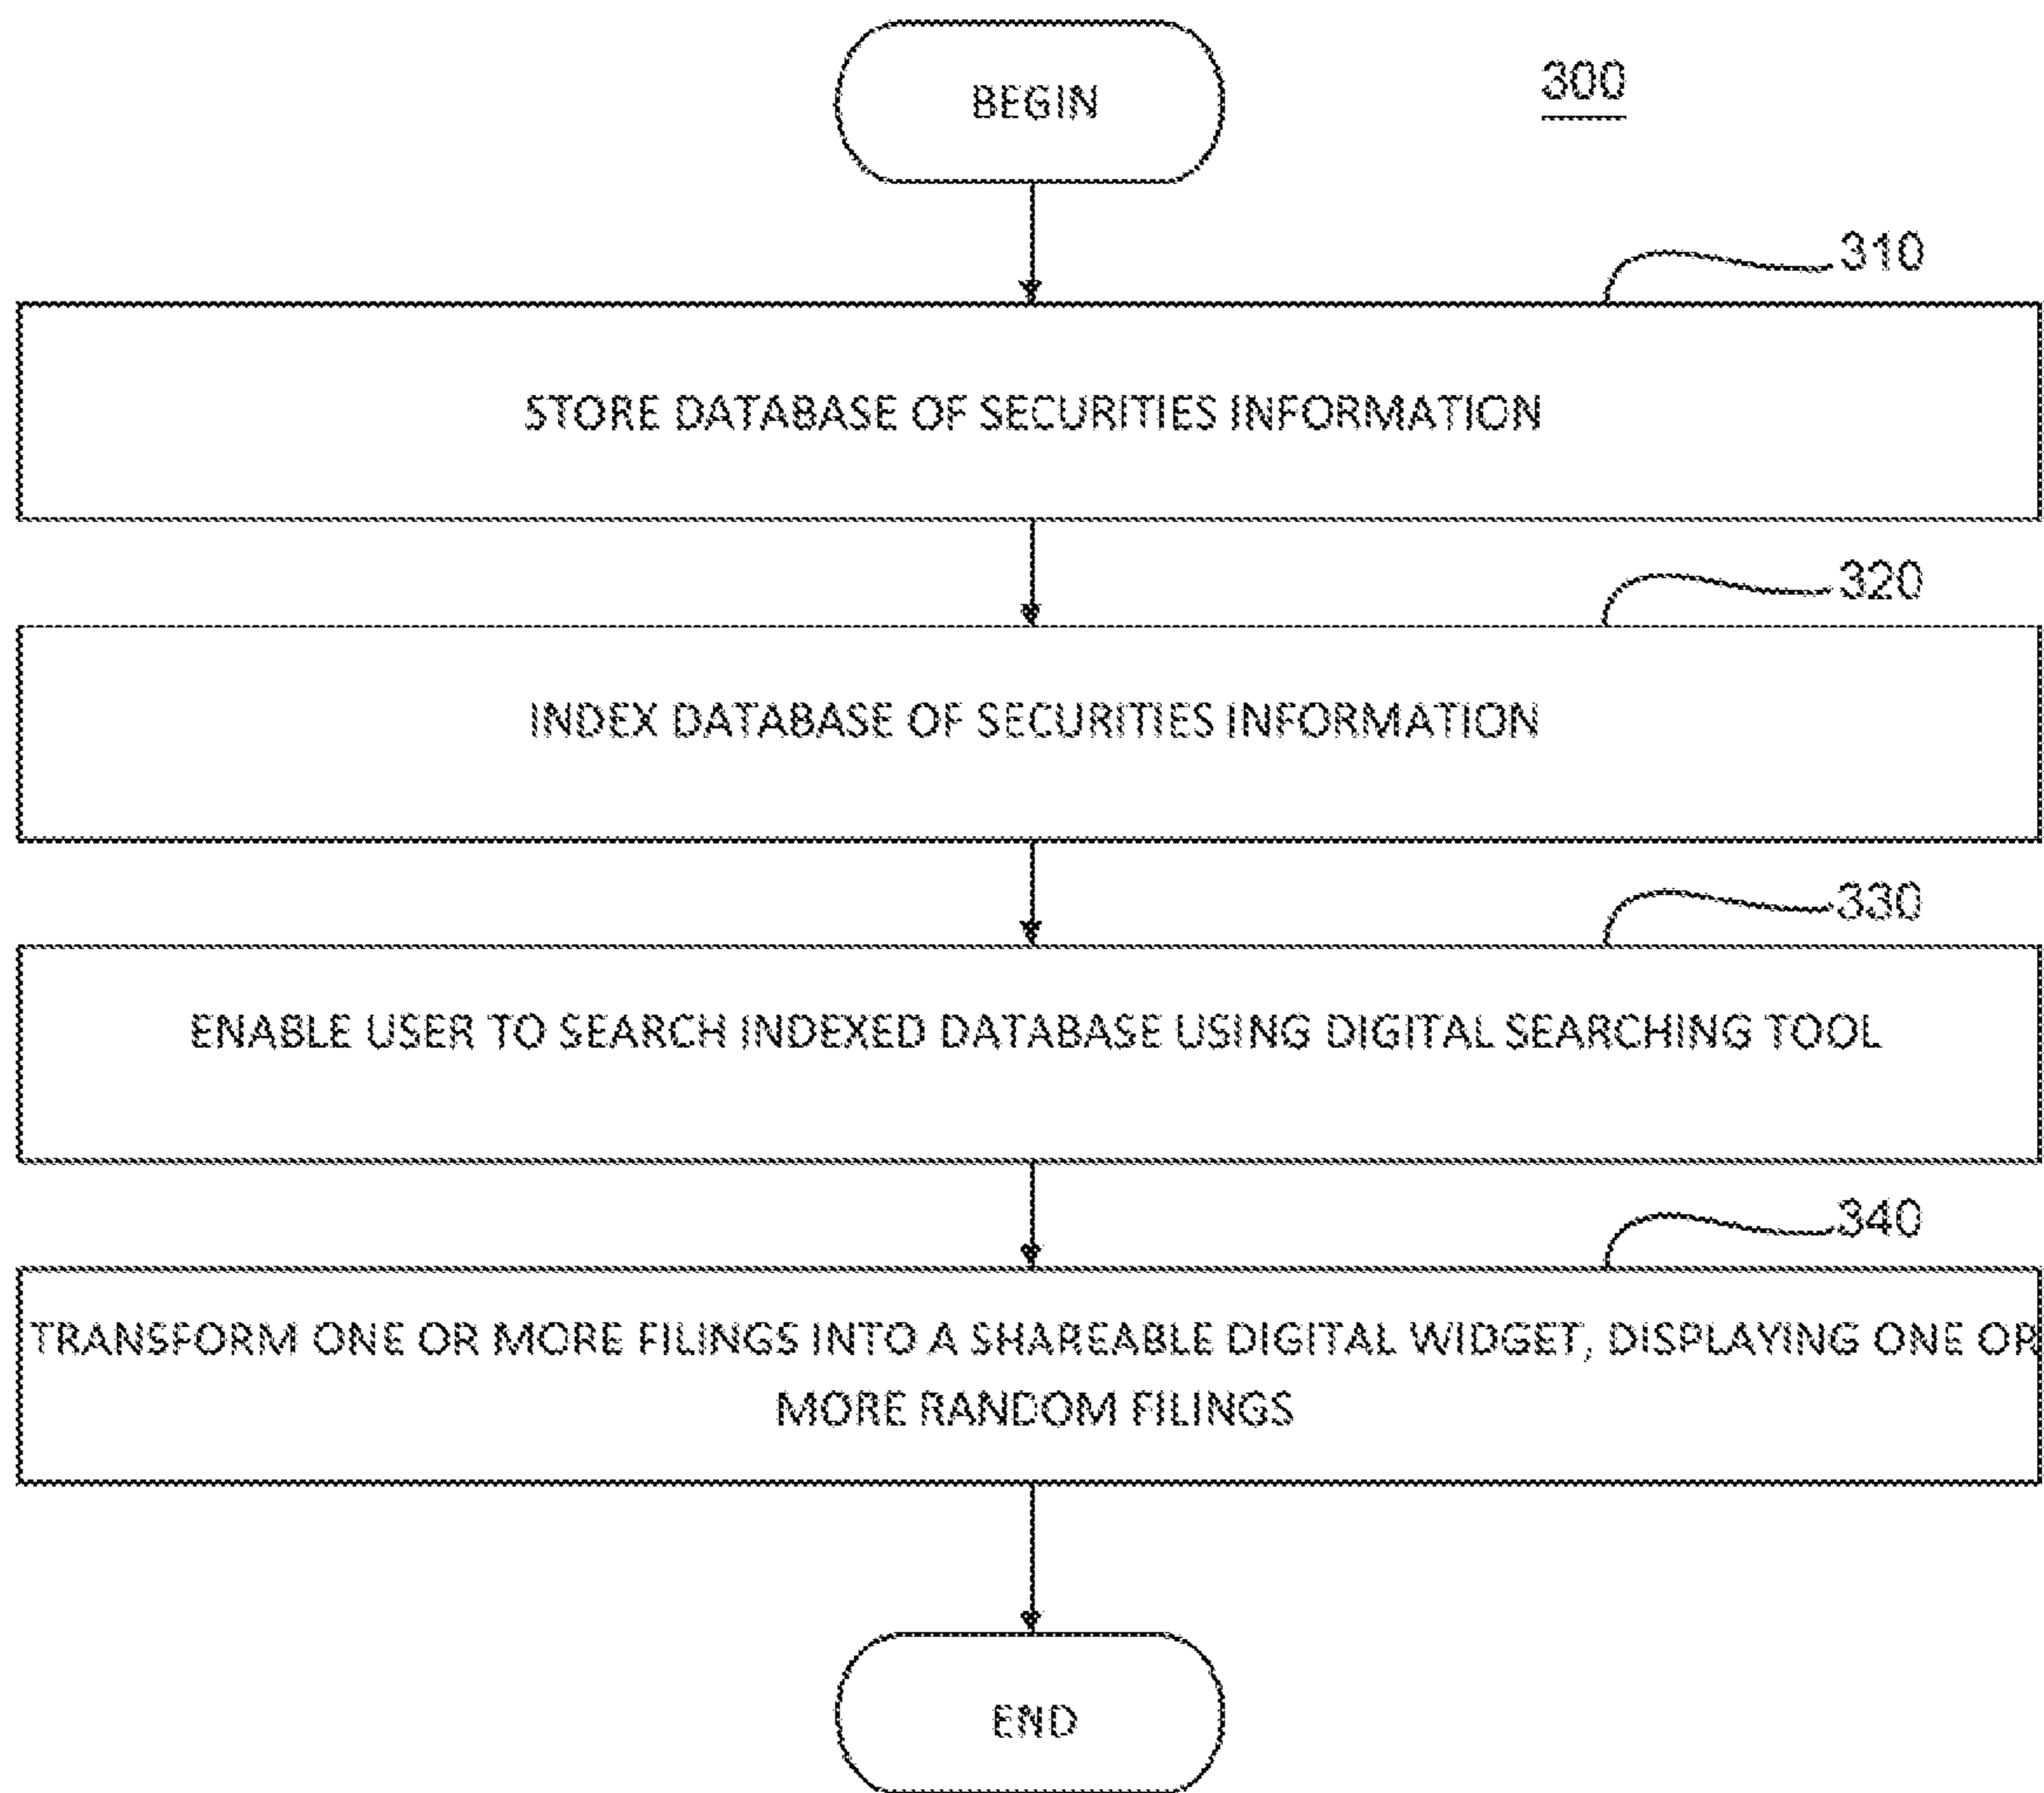 BEGIN
300
310
STORE DATABASE OF SECURITIES INFORMATION
320
INDEX DATABASE OF SECURITIES INFORMATION
330
ENABLE USER TO SEARCH INDEXED DATABASE USING DIGITAL SEARCHING TOOL
340
TRANSFORM ONE OR MORE FILINGS INTO A SHAREABLE DIGITAL WIDGET, DISPLAYING ONE OR
MORE RANDOM FILINGS
END